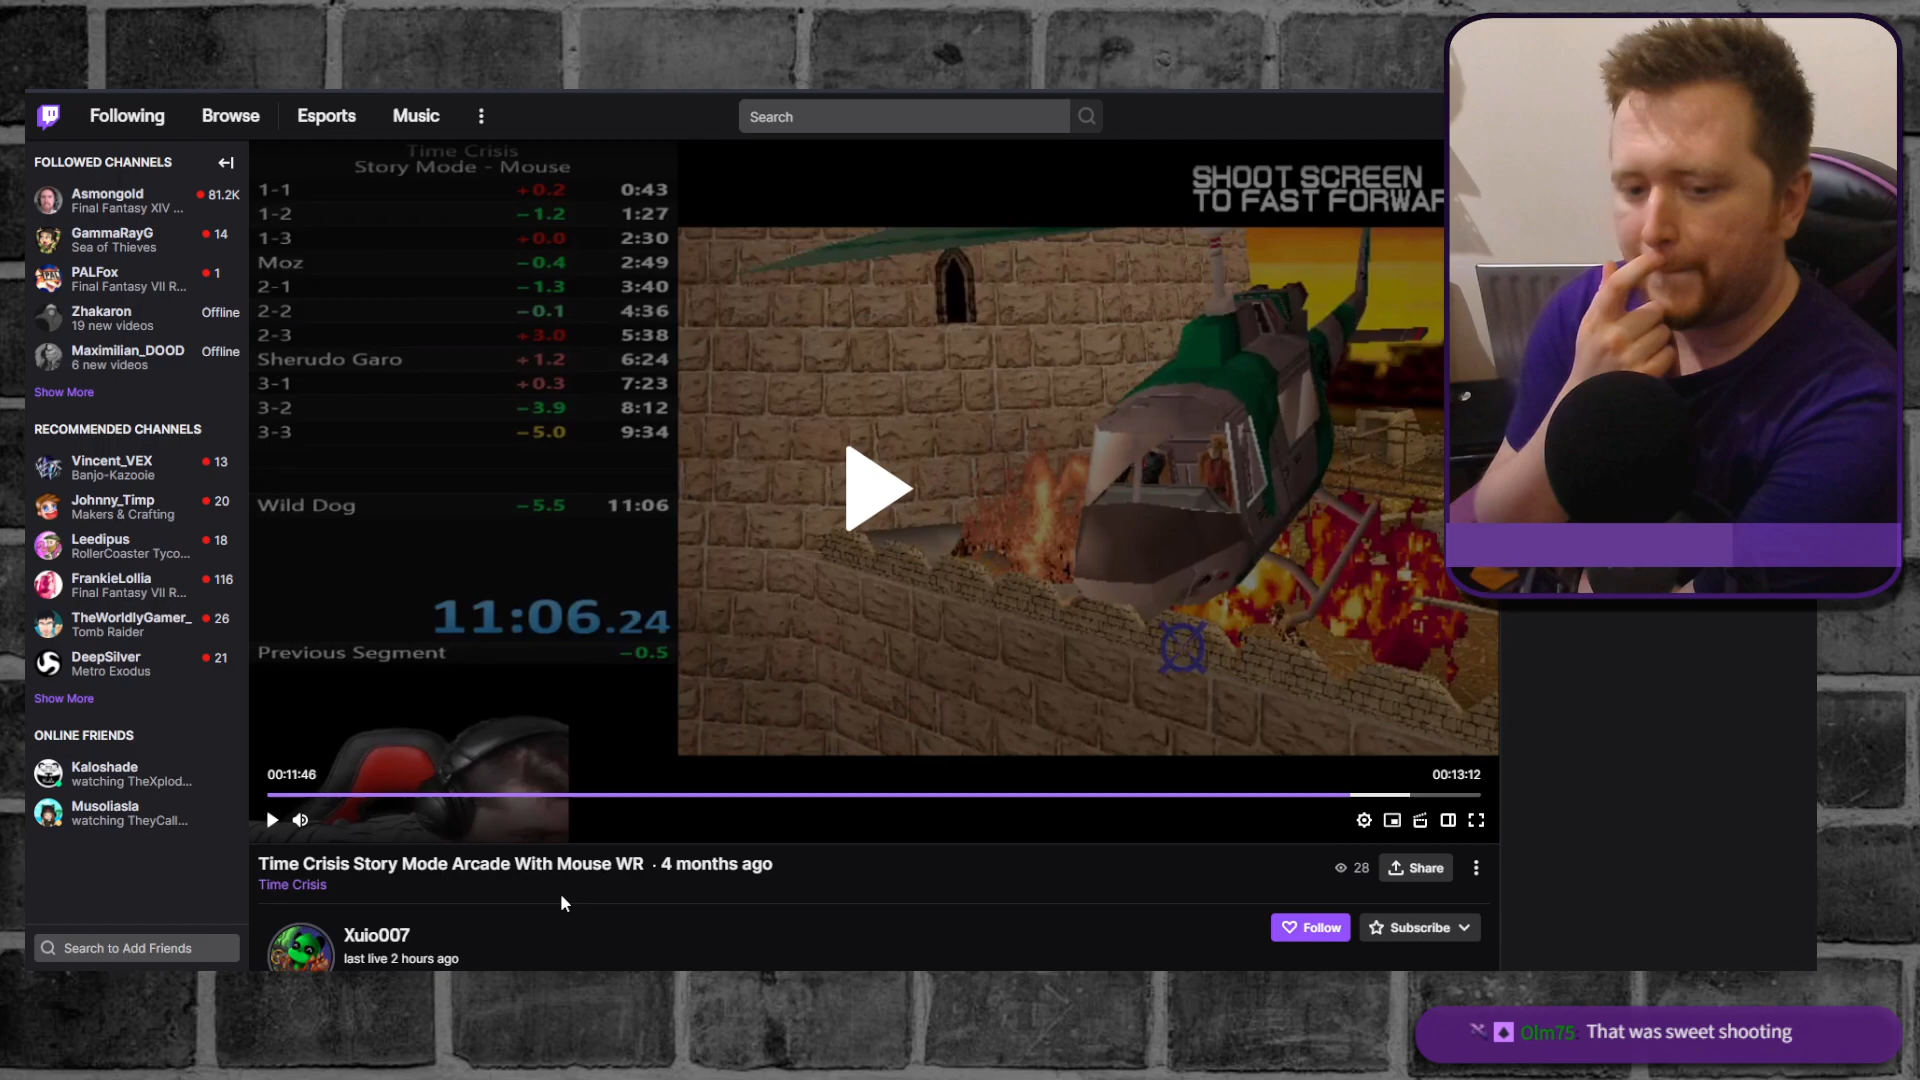 Following
Browse
Esports
Music
Search
FOLLOWED CHANNELS
Asmongold
81.2K
Final Fantasy XIV ...
GammaRayG
14
Sea of Thieves
PALFox
1
Final Fantasy VII R...
Zhakaron
Offline
19 new videos
Maximilian_DOOD
Offline
6 new videos
Show More
RECOMMENDED CHANNELS
Vincent_VEX
13
Banjo-Kazooie
Johnny_Timp
20
Makers & Crafting
Leedipus
18
RollerCoaster Tyco...
FrankieLollia
116
Final Fantasy VII R...
TheWorldlyGamer_
26
Tomb Raider
DeepSilver
21
Metro Exodus
Show More
ONLINE FRIENDS
Kaloshade
watching TheXplod...
Musoliasla
watching TheyCall...
Search to Add Friends
Time Crisis
Story Mode - Mouse
1-1 +0.2 0:43
1-2 -1.2 1:27
1-3 +0.0 2:30
Moz -0.4 2:49
2-1 -1.3 3:40
2-2 -0.1 4:36
2-3 +3.0 5:38
Sherudo Garo +1.2 6:24
3-1 +0.3 7:23
3-2 -3.9 8:12
3-3 -5.0 9:34
Wild Dog -5.5 11:06
11:06.24
Previous Segment -0.5
SHOOT SCREEN
TO FAST FORWAR
00:11:46
00:13:12
Time Crisis Story Mode Arcade With Mouse WR · 4 months ago
Time Crisis
28
Share
Xuio007
last live 2 hours ago
Follow
Subscribe
Olm75 That was sweet shooting